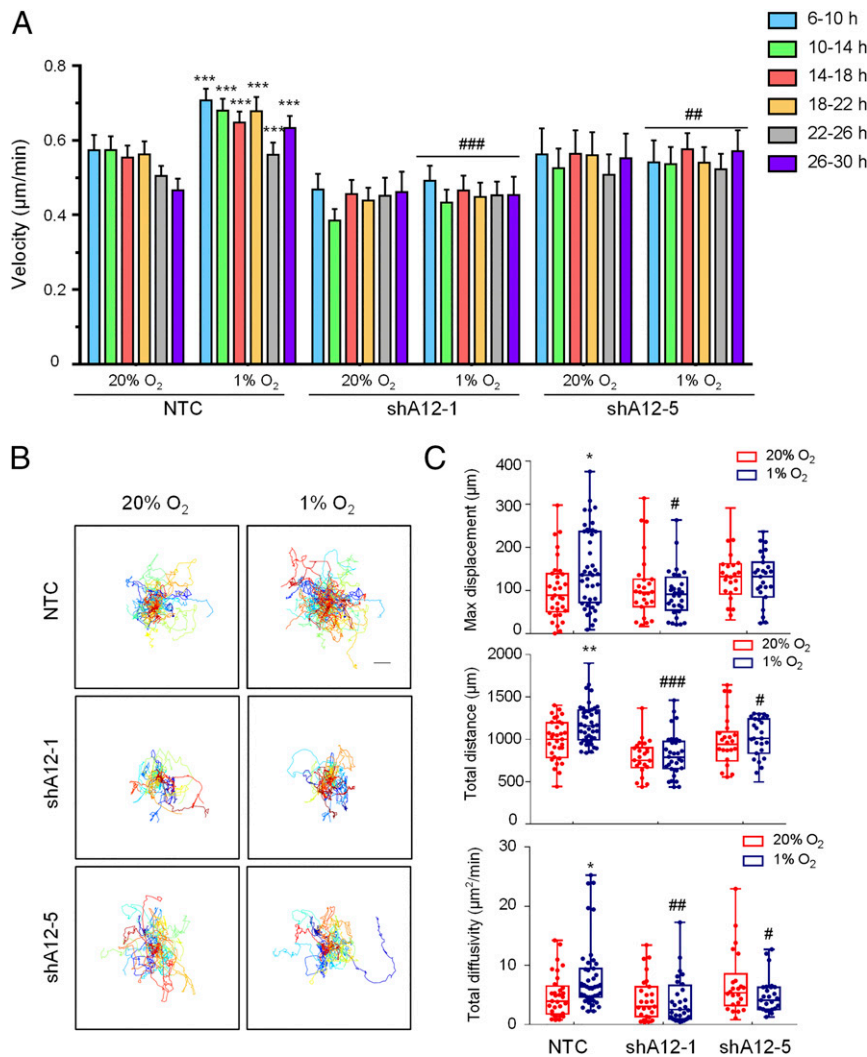 A
6-10 h
10-14 h
14-18 h
18-22 h
22-26 h
26-30 h
Velocity (µm/min)
0.8
0.6
0.4
0.2
0
***
***
***
***
***
***
###
##
20% O2
1% O2
20% O2
1% O2
20% O2
1% O2
NTC
shA12-1
shA12-5
B
20% O2
1% O2
NTC
shA12-1
shA12-5
C
20% O2
1% O2
Max displacement (µm)
400
300
200
100
0
*
#
20% O2
1% O2
Total distance (µm)
2000
1500
1000
500
0
**
###
#
20% O2
1% O2
Total diffusivity (µm²/min)
30
20
10
5
0
*
##
#
NTC
shA12-1
shA12-5